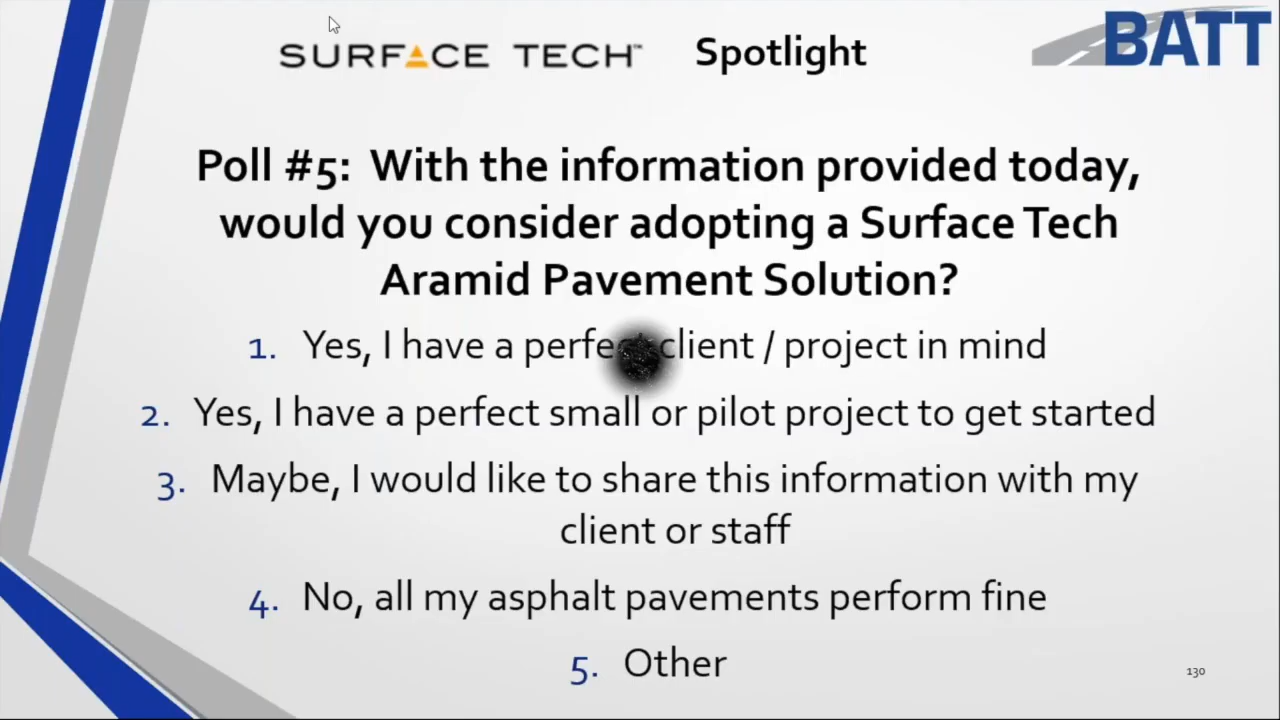 SURFACE TECH™ Spotlight
BATT
Poll #5: With the information provided today,
would you consider adopting a Surface Tech
Aramid Pavement Solution?
1. Yes, I have a perfect client / project in mind
2. Yes, I have a perfect small or pilot project to get started
3. Maybe, I would like to share this information with my
client or staff
4. No, all my asphalt pavements perform fine
5. Other
130